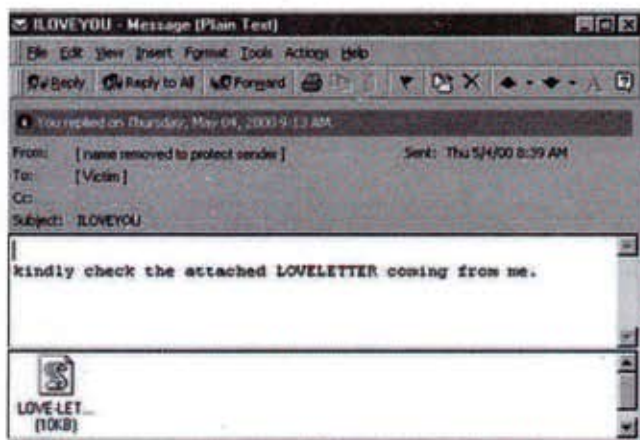 ILOVEYOU - Message (Plain Text)
File Edit View Insert Format Tools Actions Help
Reply Reply to All Forward
You replied on Thursday, May 04, 2000 9:13 AM.
From: [ name removed to protect sender ] Sent: Thu 5/4/00 8:39 AM
To: [ Victim ]
Cc:
Subject: ILOVEYOU
kindly check the attached LOVELETTER coming from me.
LOVE-LET...
(10KB)